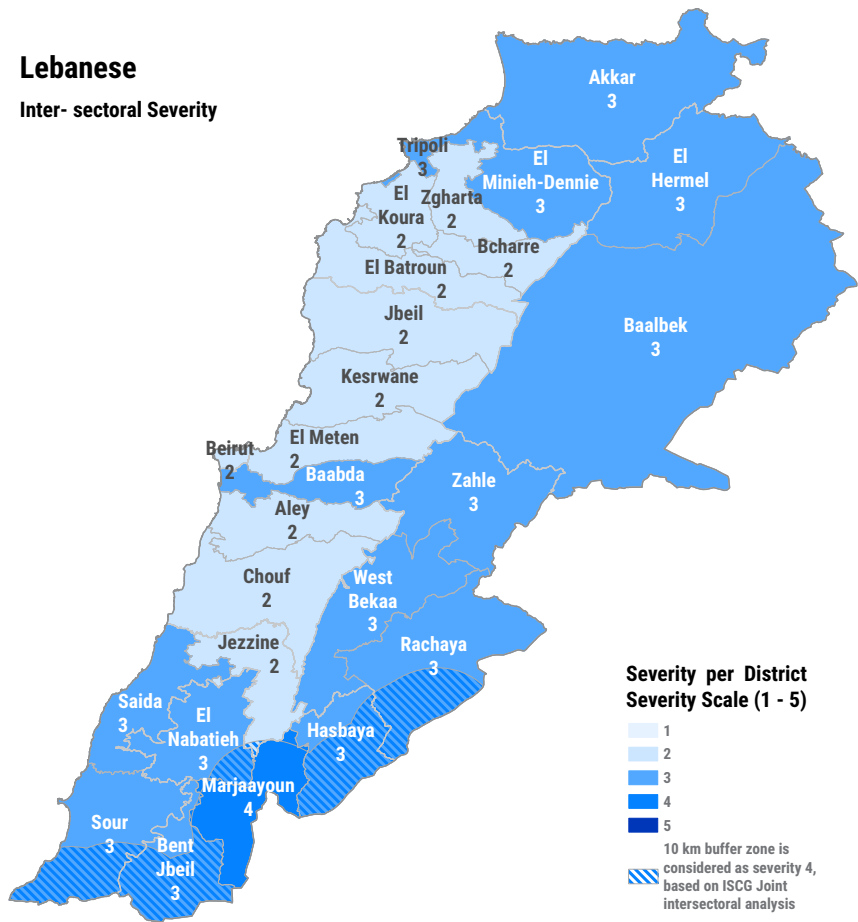 Lebanese
Inter- sectoral Severity
Akkar
3
Tripoli
3
El
Minieh-Dennie
3
El
Hermel
3
El
Koura
2
Zgharta
2
Bcharre
2
El Batroun
2
Jbeil
2
Baalbek
3
Kesrwane
2
El Meten
2
Beirut
2
Baabda
3
Zahle
3
Aley
2
Chouf
2
West
Bekaa
3
Jezzine
2
Rachaya
3
Saida
3
El
Nabatieh
3
Hasbaya
3
Marjaayoun
4
Sour
3
Bent
Jbeil
3
Severity per District
Severity Scale (1 - 5)
1
2
3
4
5
10 km buffer zone is
considered as severity 4,
based on ISCG Joint
intersectoral analysis